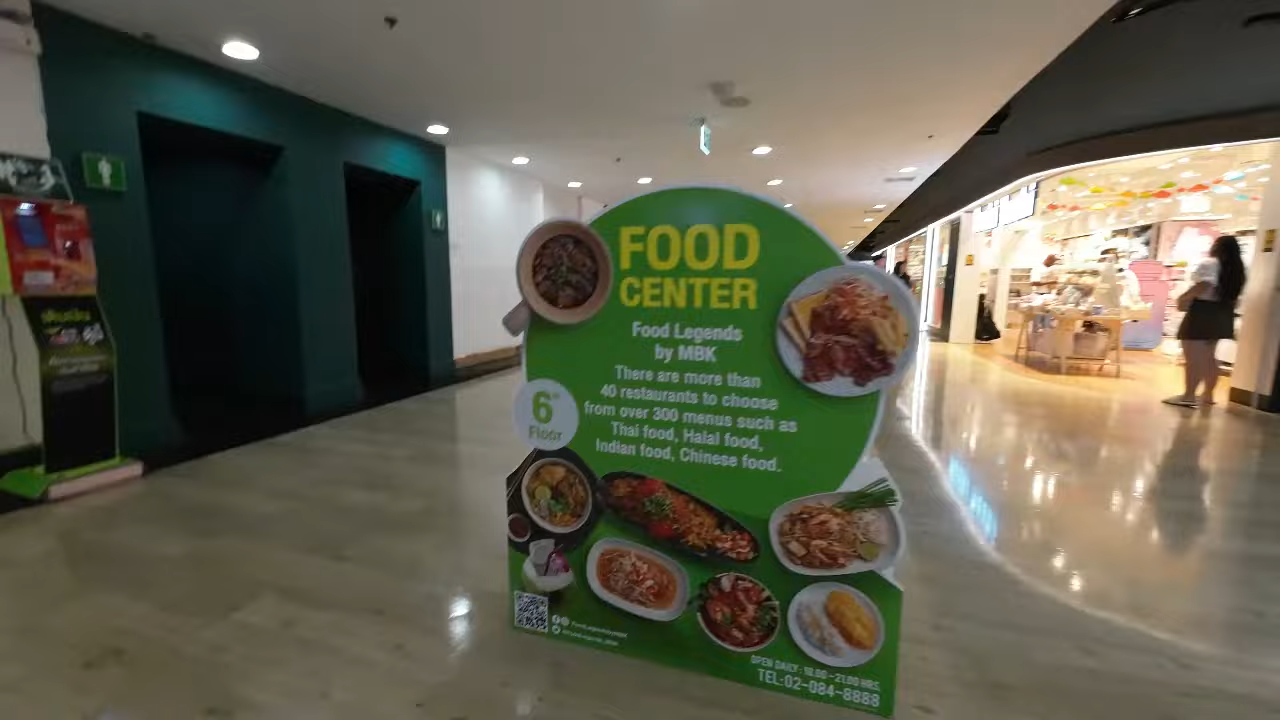 FOOD
CENTER
Food Legends
by MBK
There are more than
40 restaurants to choose
from over 300 menus such as
Thai food, Halal food,
Indian food, Chinese food.
6th
Floor
OPEN DAILY : 10.00 - 21.00 HRS.
TEL:02-084-8888